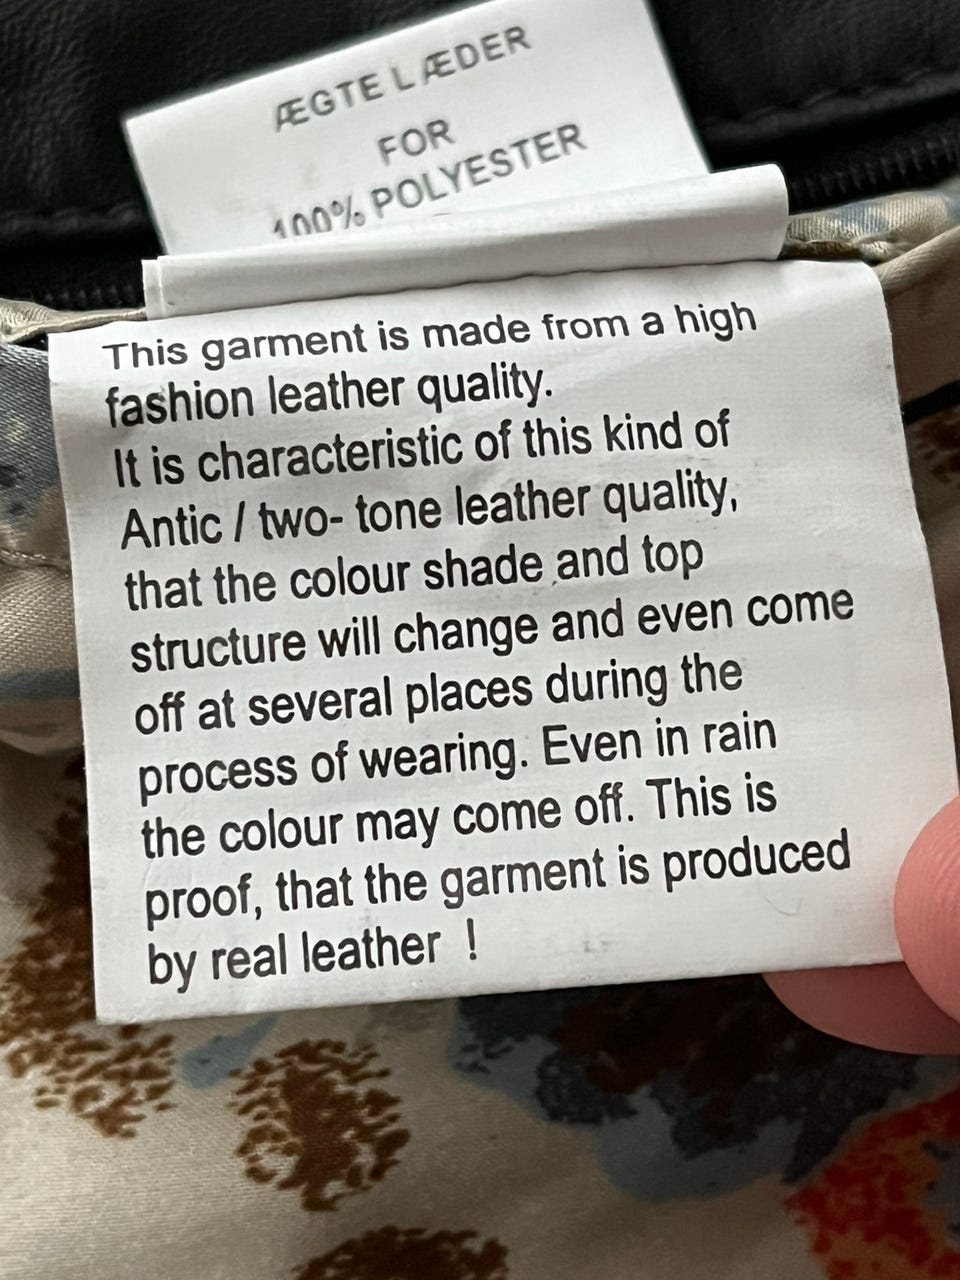 ÆGTE LÆDER
FOR
100% POLYESTER
This garment is made from a high
fashion leather quality.
It is characteristic of this kind of
Antic / two- tone leather quality,
that the colour shade and top
structure will change and even come
off at several places during the
process of wearing. Even in rain
the colour may come off. This is
proof, that the garment is produced
by real leather !